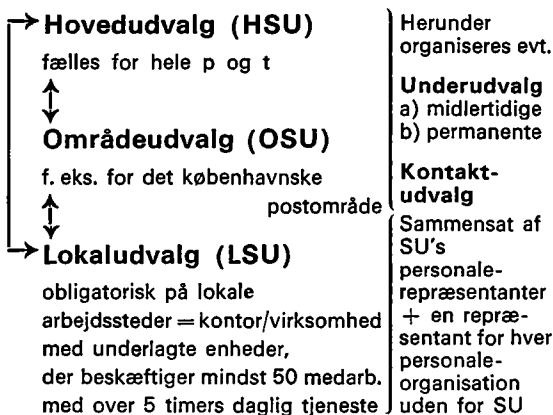 Hovedudvalg (HSU)
fælles for hele p og t
Områdeudvalg (OSU)
f. eks. for det københavnske
postområde
Lokaludvalg (LSU)
obligatorisk på lokale
arbejdssteder = kontor/virksomhed
med underlagte enheder,
der beskæftiger mindst 50 medarb.
med over 5 timers daglig tjeneste
Herunder
organiseres evt.
Underudvalg
a) midlertidige
b) permanente
Kontakt-
udvalg
Sammensat af
SU's
personale-
repræsentanter
+ en repræ-
sentant for hver
personale-
organisation
uden for SU